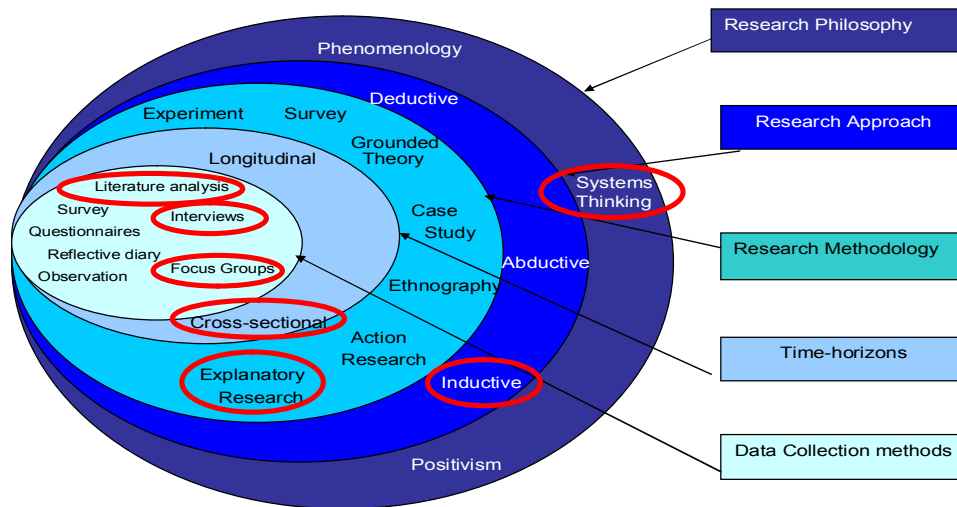 Phenomenology
Research Philosophy
Deductive
Experiment
Survey
Research Approach
Grounded
Theory
Longitudinal
Literature analysis
Systems
Thinking
Survey
Interviews
Questionnaires
Case
Study
Reflective diary
Research Methodology
Observation
Focus Groups
Abductive
Ethnography
Cross-sectional
Action
Research
Time-horizons
Explanatory
Research
Inductive
Data Collection methods
Positivism